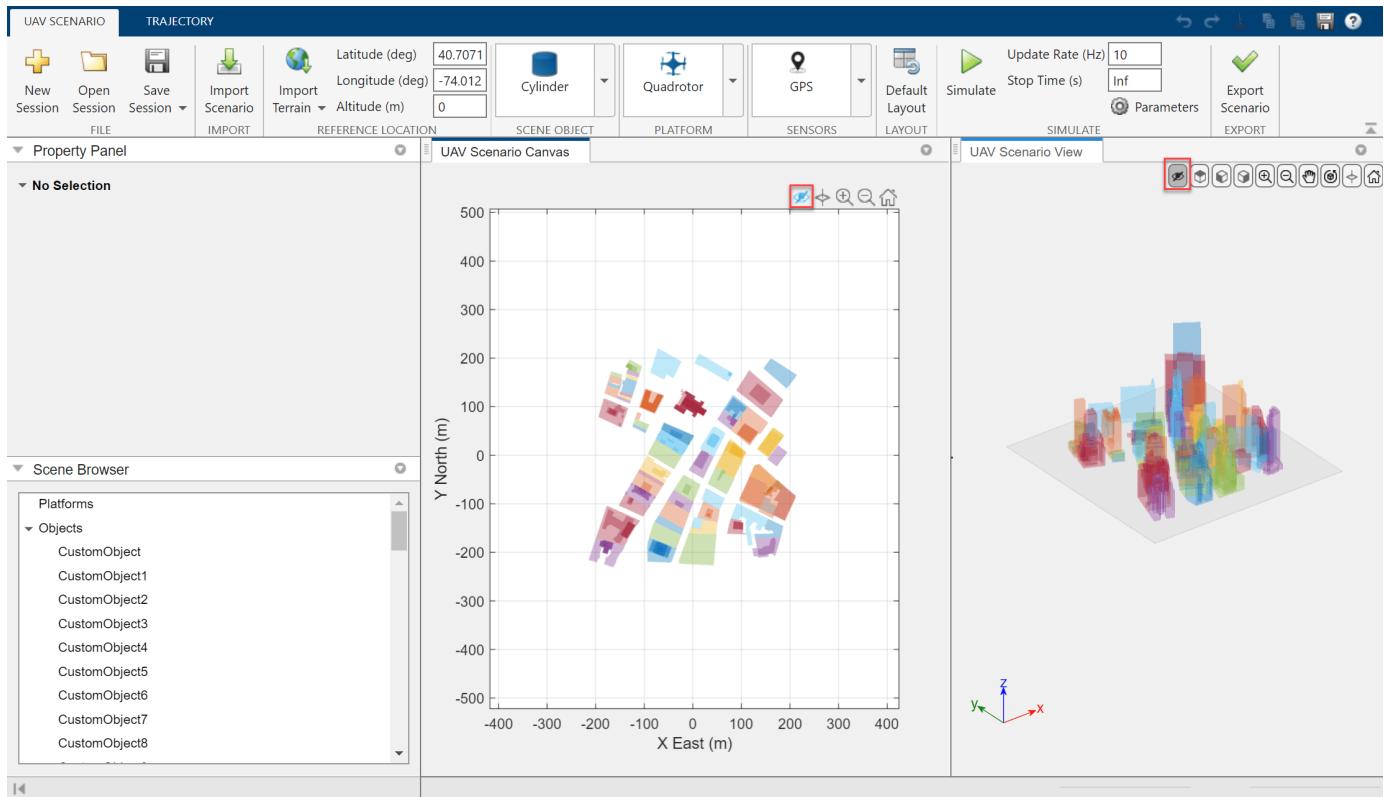 UAV SCENARIO TRAJECTORY
New Session
Open Session
Save Session
FILE
Import Scenario
IMPORT
Import Terrain
Latitude (deg) 40.7071
Longitude (deg) -74.012
Altitude (m) 0
REFERENCE LOCATION
Cylinder
SCENE OBJECT
Quadrotor
PLATFORM
GPS
SENSORS
Default Layout
LAYOUT
Simulate
Update Rate (Hz) 10
Stop Time (s) Inf
Parameters
SIMULATE
Export Scenario
EXPORT
Property Panel
No Selection
Scene Browser
Platforms
Objects
CustomObject
CustomObject1
CustomObject2
CustomObject3
CustomObject4
CustomObject5
CustomObject6
CustomObject7
CustomObject8
UAV Scenario Canvas
500
400
300
200
100
0
-100
-200
-300
-400
-500
Y North (m)
-400 -300 -200 -100 0 100 200 300 400
X East (m)
UAV Scenario View
z
y
x